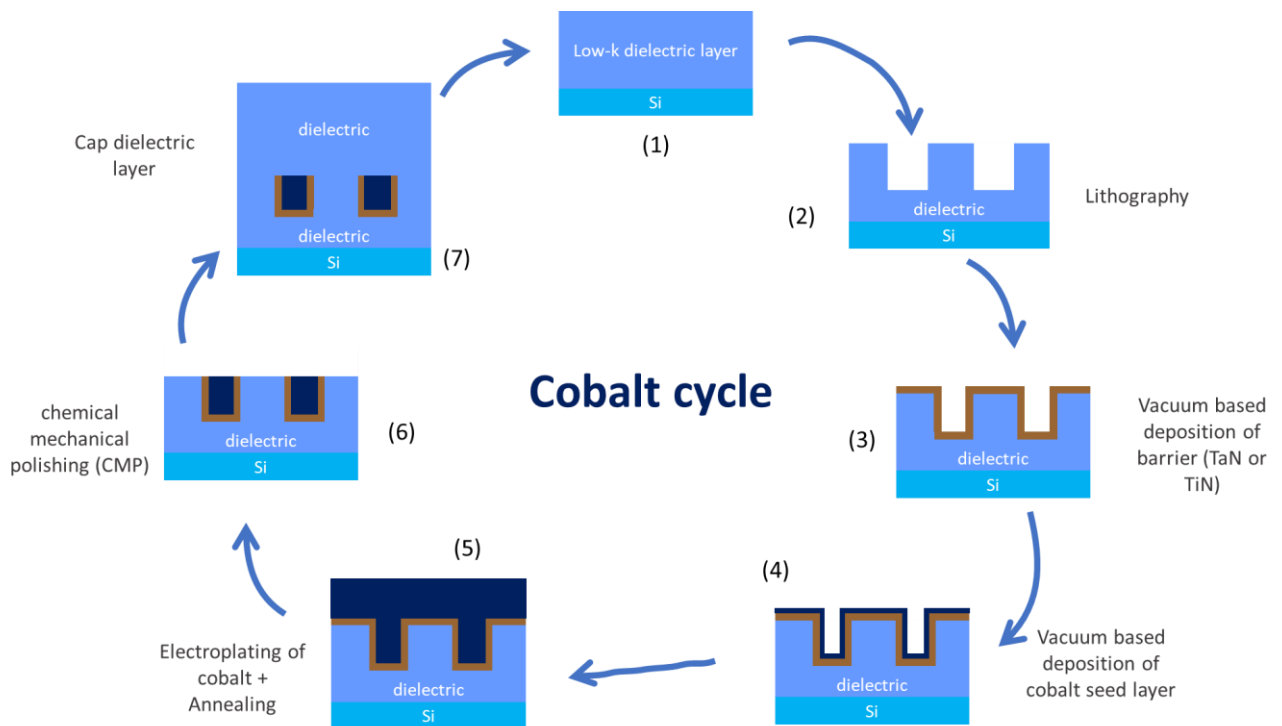 Low-k dielectric layer
Si
(1)
dielectric
Si
(2)
Lithography
dielectric
Si
(3)
Vacuum based
deposition of
barrier (TaN or
TiN)
dielectric
Si
(4)
Vacuum based
deposition of
cobalt seed layer
dielectric
Si
(5)
Electroplating of
cobalt +
Annealing
dielectric
Si
(6)
chemical
mechanical
polishing (CMP)
dielectric
dielectric
Si
(7)
Cap dielectric
layer
Cobalt cycle